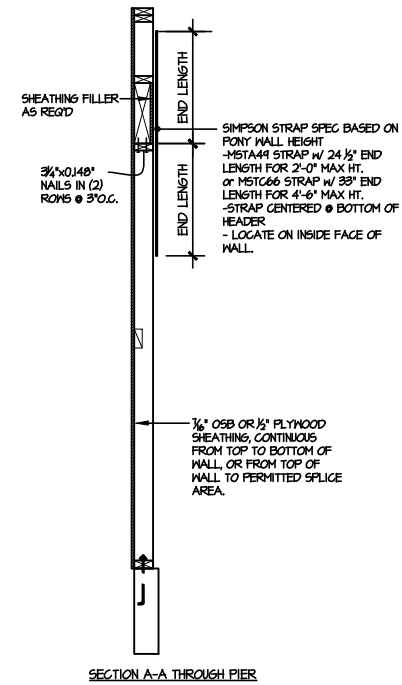 END LENGTH
SHEATHING FILLER
AS REQ'D
SIMPSON STRAP SPEC BASED ON
PONY WALL HEIGHT
-MSTA49 STRAP W/ 24 ½" END
LENGTH FOR 2'-0" MAX HT.
or MSTC66 STRAP W/ 33" END
LENGTH FOR 4'-6" MAX HT.
-STRAP CENTERED @ BOTTOM OF
HEADER
- LOCATE ON INSIDE FACE OF
WALL.
3¼"x0.148"
NAILS IN (2)
ROWS @ 3"O.C.
END LENGTH
7/16" OSB OR ½" PLYWOOD
SHEATHING, CONTINUOUS
FROM TOP TO BOTTOM OF
WALL, OR FROM TOP OF
WALL TO PERMITTED SPLICE
AREA.
SECTION A-A THROUGH PIER